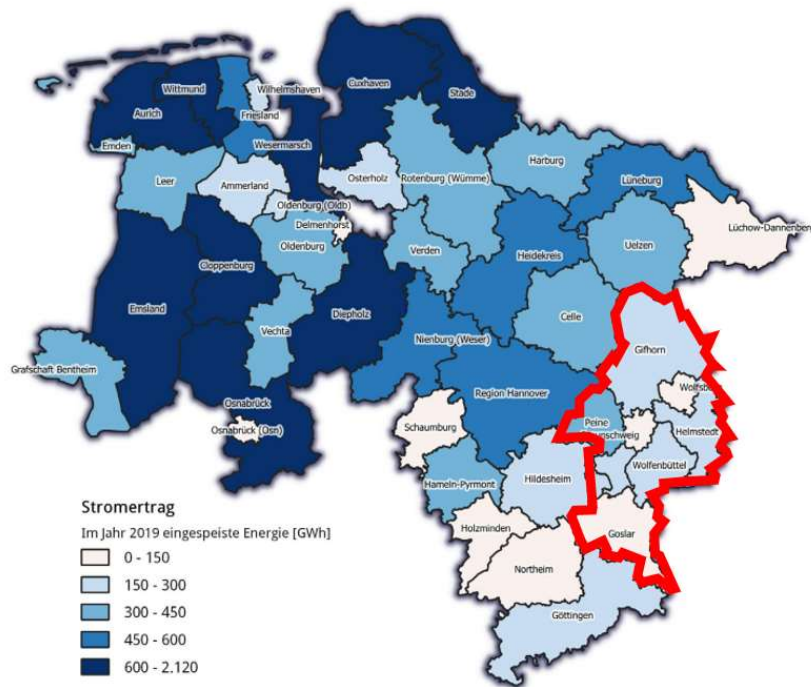 Cuxhaven
Stade
Wittmund
Wilhelmshaven
Aurich
Friesland
Emden
Wesermarsch
Harburg
Leer
Ammerland
Osterholz
Rotenburg (Wümme)
Lüneburg
Oldenburg (Oldb)
Delmenhorst
Lüchow-Dannenber
Oldenburg
Verden
Heidekreis
Uelzen
Cloppenburg
Emsland
Diepholz
Celle
Vechta
Nienburg (Weser)
Gifhorn
Grafschaft Bentheim
Wolfsb
Region Hannover
Osnabrück
Peine
Schaumburg
unschweig
Helmstedt
Osnabrück (Osn)
Wolfenbüttel
Hildesheim
Hameln-Pyrmont
Stromertrag
Im Jahr 2019 eingespeiste Energie [GWh]
Holzminden
Goslar
0 - 150
Northeim
150 - 300
300 - 450
Göttingen
450 - 600
600 - 2.120